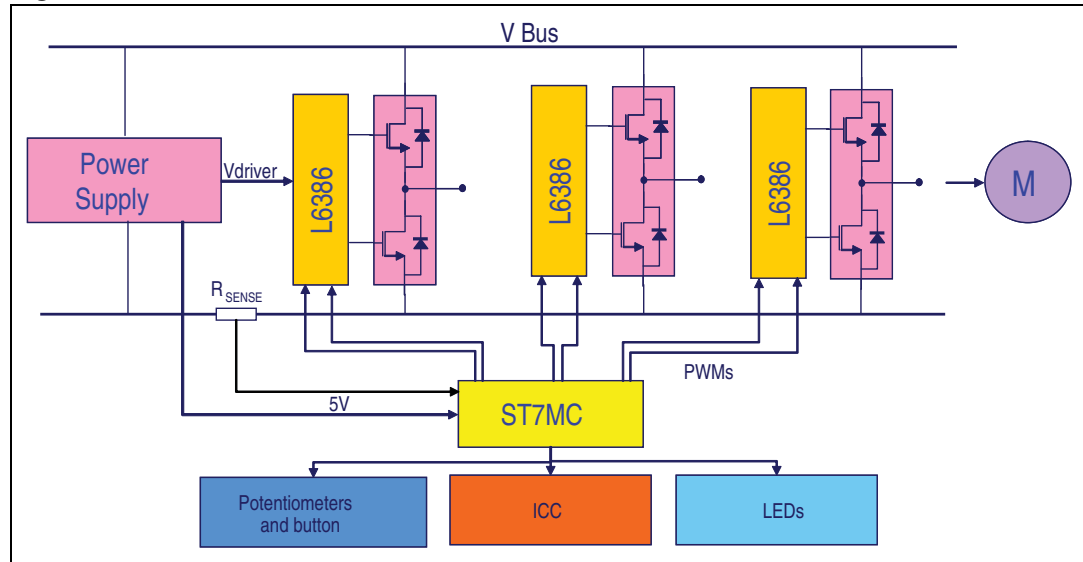 V Bus
Power
Supply
Vdriver
L6386
L6386
L6386
M
RSENSE
PWMs
5V
ST7MC
Potentiometers
and button
ICC
LEDs